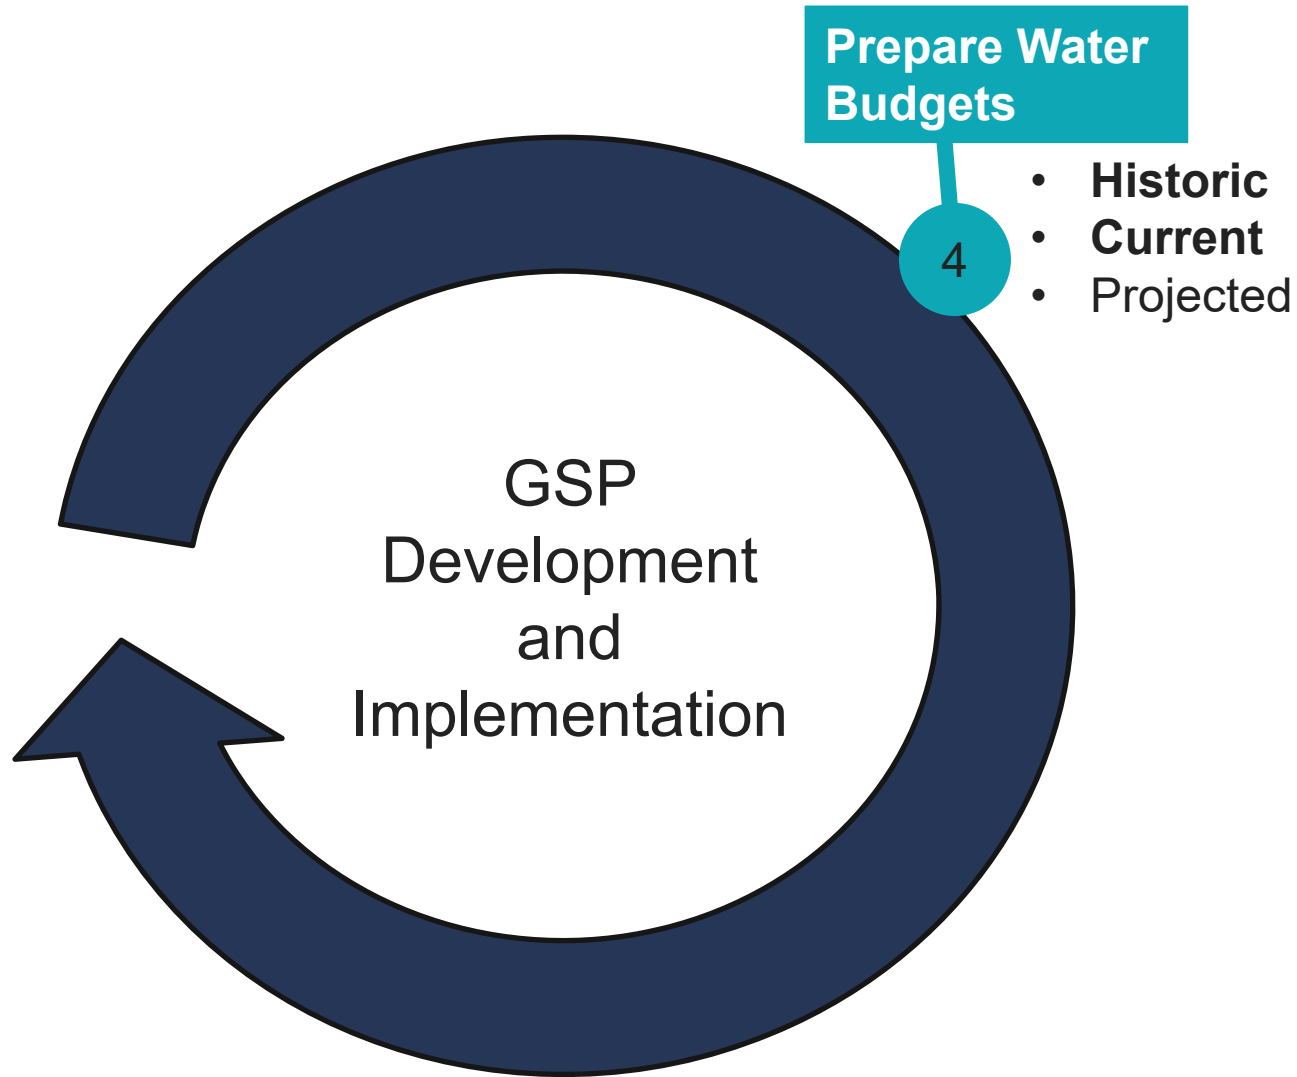 Prepare Water
Budgets
4
• Historic
• Current
• Projected
GSP
Development
and
Implementation